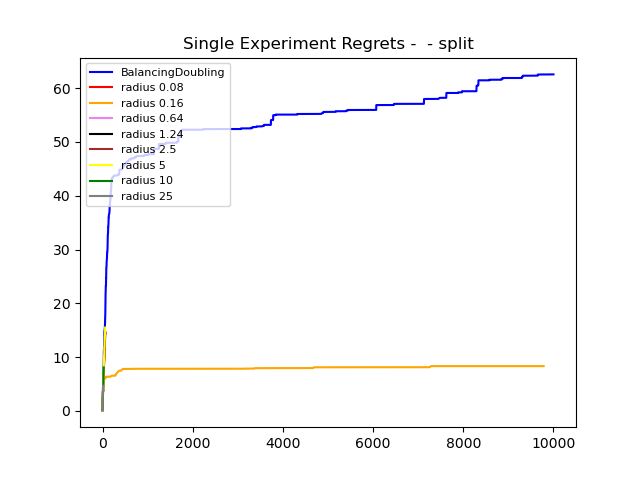 Single Experiment Regrets -  - split
BalancingDoubling
radius 0.08
radius 0.16
radius 0.64
radius 1.24
radius 2.5
radius 5
radius 10
radius 25
60
50
40
30
20
10
0
0 2000 4000 6000 8000 10000